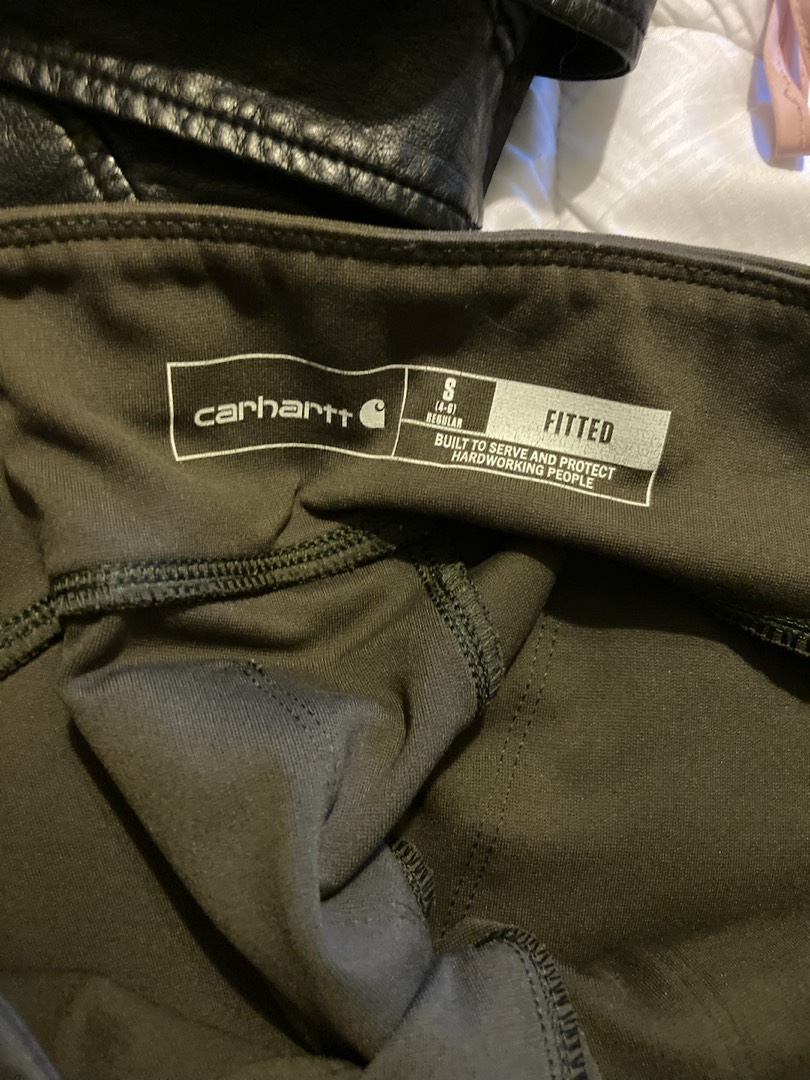 carhartt
S
(4-6)
REGULAR
FITTED
BUILT TO SERVE AND PROTECT
HARDWORKING PEOPLE